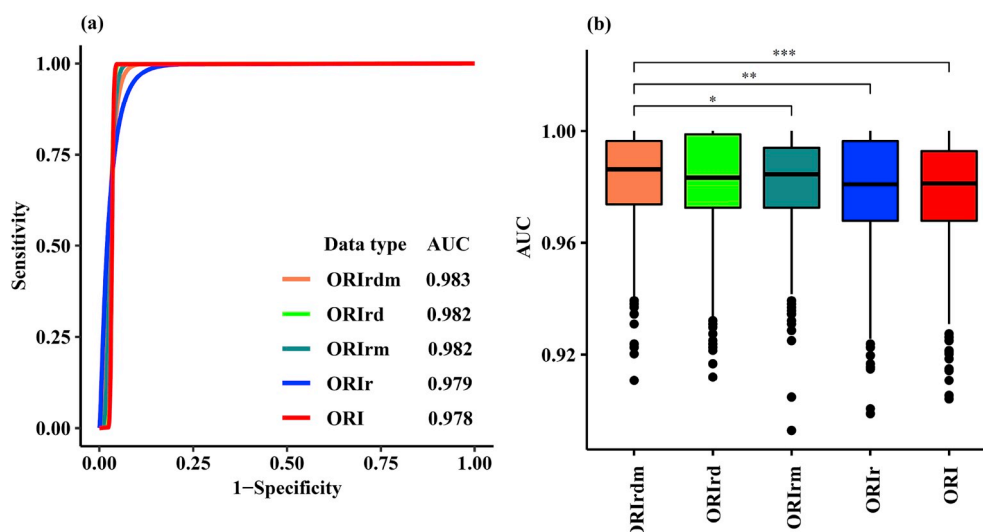 (a)
1.00
0.75
0.50
0.25
0.00
Sensitivity
Data type AUC
ORIrdm 0.983
ORIrd 0.982
ORIrm 0.982
ORIr 0.979
ORI 0.978
0.00 0.25 0.50 0.75 1.00
1−Specificity
(b)
***
**
*
1.00
0.96
0.92
AUC
ORIrdm
ORIrd
ORIrm
ORIr
ORI